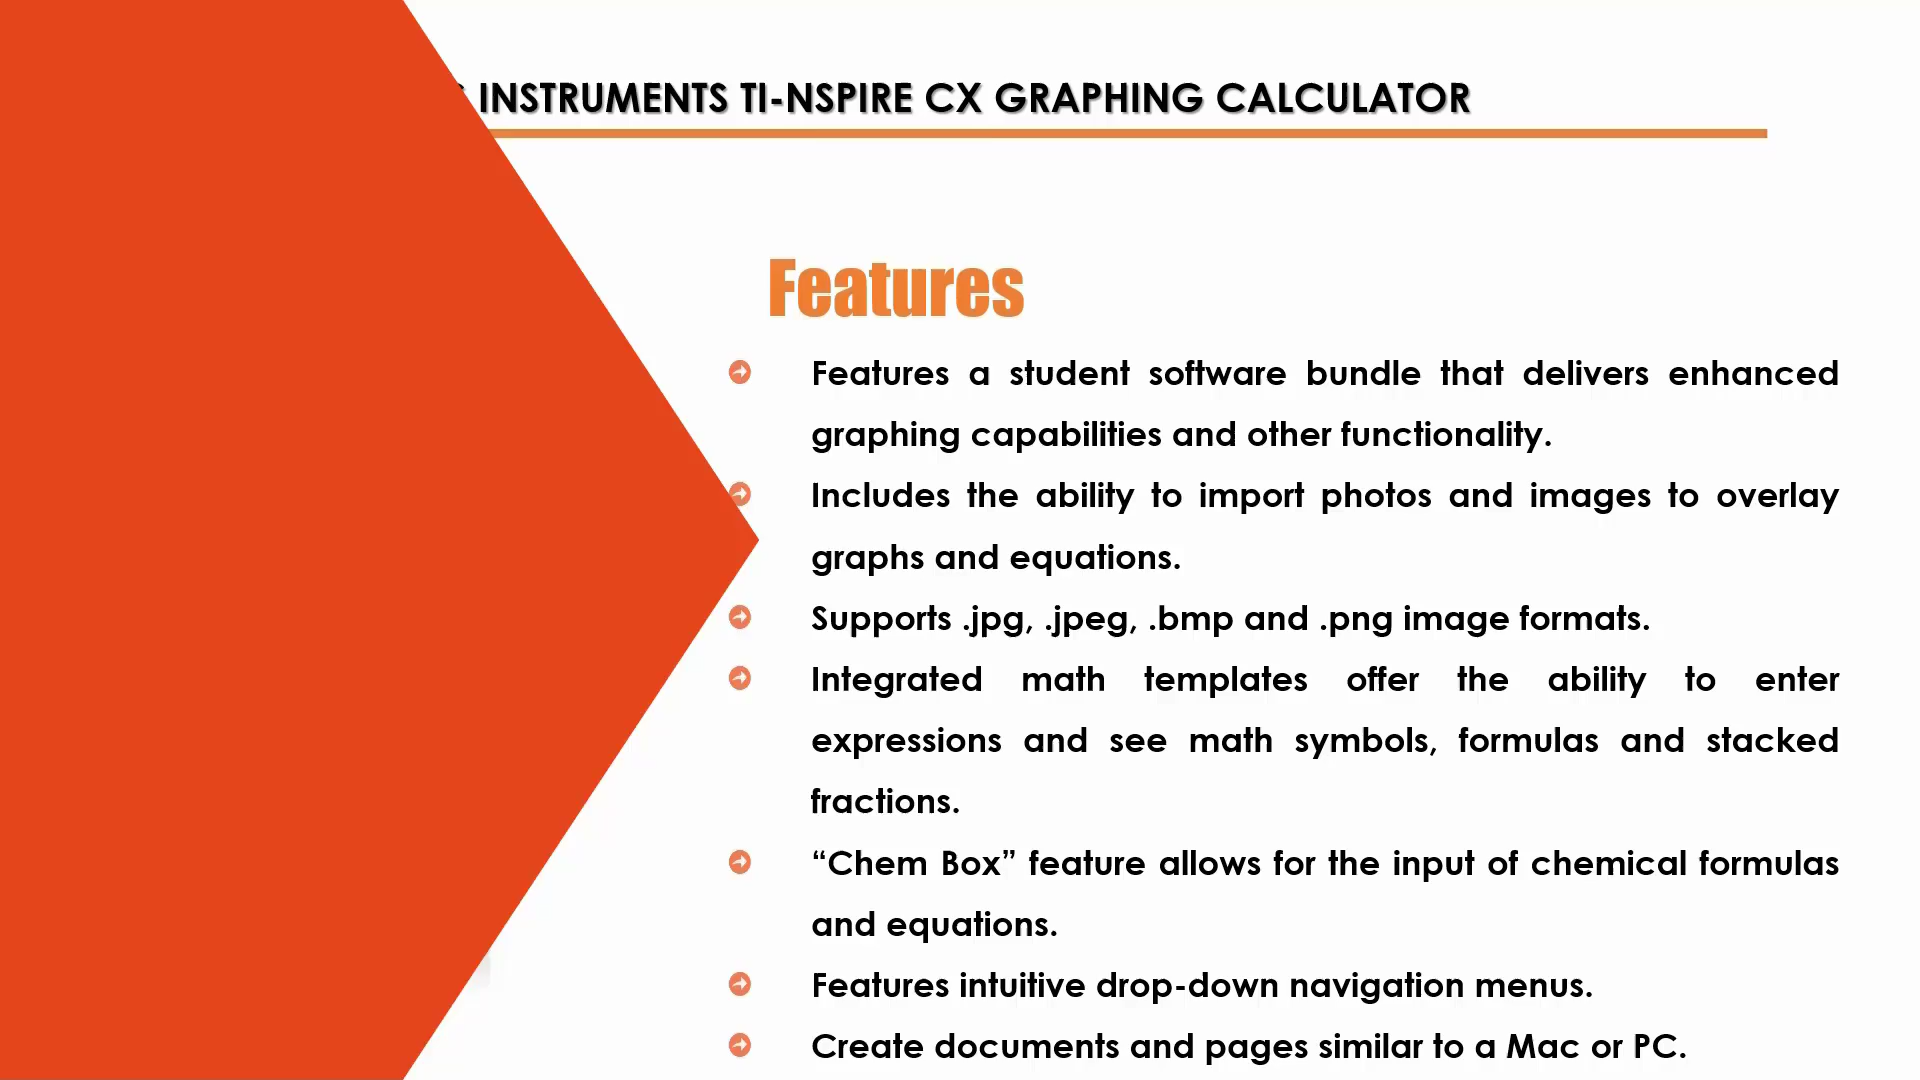 INSTRUMENTS TI-NSPIRE CX GRAPHING CALCULATOR
Features
Features a student software bundle that delivers enhanced
graphing capabilities and other functionality.
Includes the ability to import photos and images to overlay
graphs and equations.
Supports .jpg, .jpeg, .bmp and .png image formats.
Integrated math templates offer the ability to enter
expressions and see math symbols, formulas and stacked
fractions.
“Chem Box” feature allows for the input of chemical formulas
and equations.
Features intuitive drop-down navigation menus.
Create documents and pages similar to a Mac or PC.